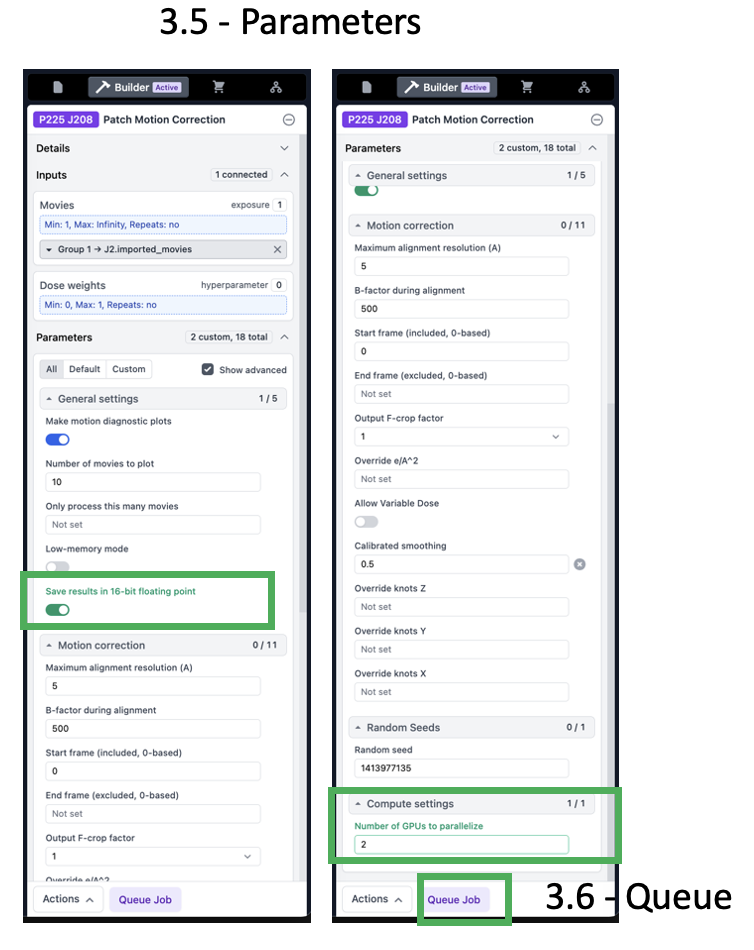 3.5 - Parameters
Builder Active
P225 J208 Patch Motion Correction
Details
Inputs 1 connected
Movies exposure 1
Min: 1, Max: Infinity, Repeats: no
Group 1 → J2.imported_movies
Dose weights hyperparameter 0
Min: 0, Max: 1, Repeats: no
Parameters 2 custom, 18 total
All Default Custom Show advanced
General settings 1 / 5
Make motion diagnostic plots
Number of movies to plot
10
Only process this many movies
Not set
Low-memory mode
Save results in 16-bit floating point
Motion correction 0 / 11
Maximum alignment resolution (A)
5
B-factor during alignment
500
Start frame (included, 0-based)
0
End frame (excluded, 0-based)
Not set
Output F-crop factor
1
Override e/A^2
Actions Queue Job
Builder Active
P225 J208 Patch Motion Correction
Parameters 2 custom, 18 total
General settings 1 / 5
Motion correction 0 / 11
Maximum alignment resolution (A)
5
B-factor during alignment
500
Start frame (included, 0-based)
0
End frame (excluded, 0-based)
Not set
Output F-crop factor
1
Override e/A^2
Not set
Allow Variable Dose
Calibrated smoothing
0.5
Override knots Z
Not set
Override knots Y
Not set
Override knots X
Not set
Random Seeds 0 / 1
Random seed
1413977135
Compute settings 1 / 1
Number of GPUs to parallelize
2
Actions Queue Job
3.6 - Queue